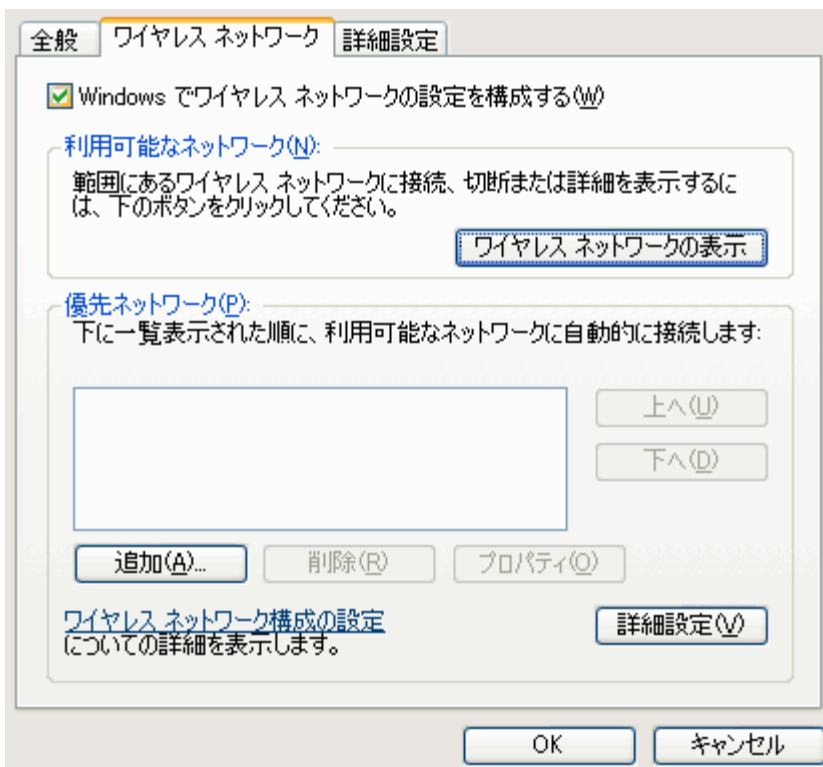 全般 ワイヤレス ネットワーク 詳細設定
Windows でワイヤレス ネットワークの設定を構成する(W)
利用可能なネットワーク(N):
範囲にあるワイヤレス ネットワークに接続、切断または詳細を表示するに
は、下のボタンをクリックしてください。
ワイヤレス ネットワークの表示
優先ネットワーク(P):
下に一覧表示された順に、利用可能なネットワークに自動的に接続します:
上へ(U)
下へ(D)
追加(A)... 削除(R) プロパティ(O)
ワイヤレス ネットワーク構成の設定
についての詳細を表示します。
詳細設定(V)
OK キャンセル